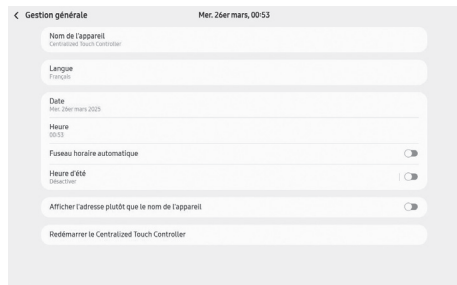 Gestion générale
Mer. 26er mars, 00:53
Nom de l'appareil
Centralized Touch Controller
Langue
Français
Date
Mer. 26er mars 2025
Heure
00:53
Fuseau horaire automatique
Heure d'été
Désactiver
Afficher l'adresse plutôt que le nom de l'appareil
Redémarrer le Centralized Touch Controller